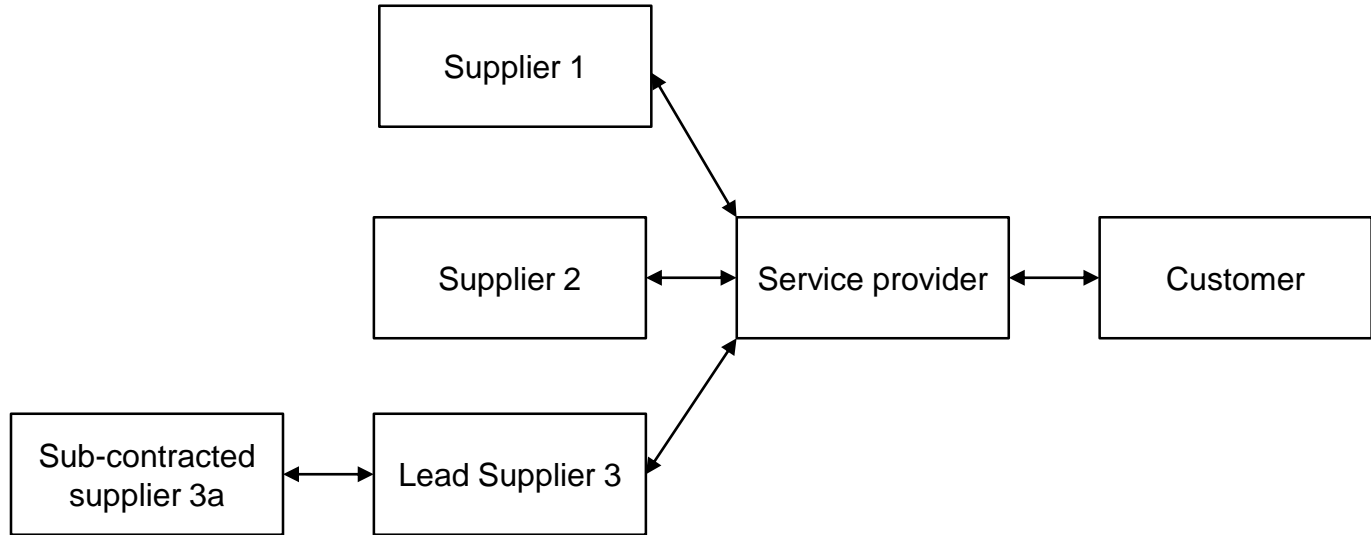 Supplier 1
Supplier 2
Service provider
Customer
Sub-contracted
supplier 3a
Lead Supplier 3